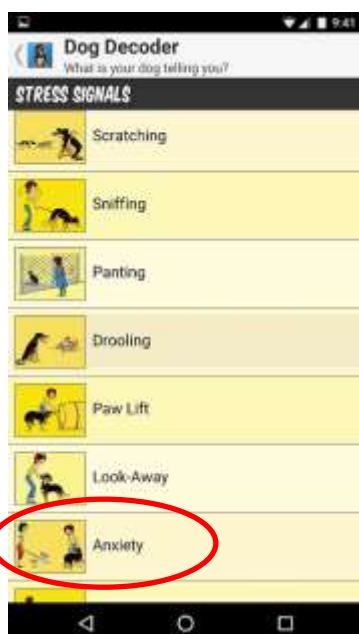 9:41
Dog Decoder
What is your dog telling you?
STRESS SIGNALS
Scratching
Sniffing
Panting
Drooling
Paw Lift
Look-Away
Anxiety